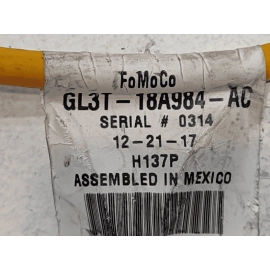 FoMoCo
GL3T-18A984-AC
SERIAL # 0314
12-21-17
H137P
ASSEMBLED IN MEXICO